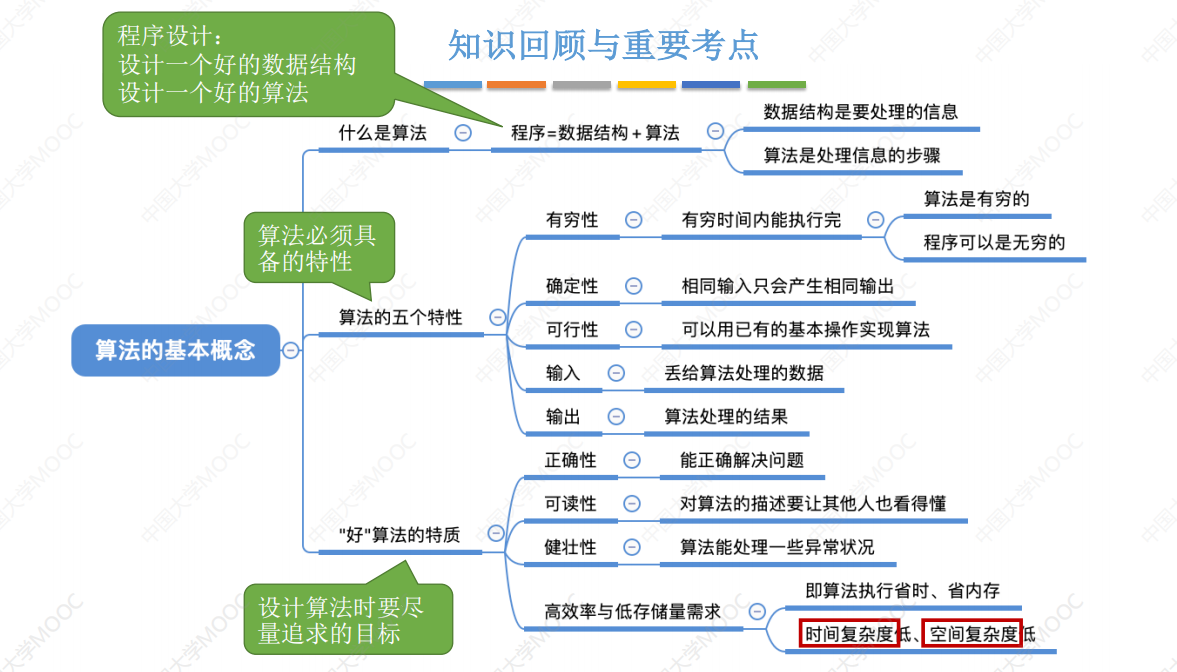 程序设计：
设计一个好的数据结构
设计一个好的算法
知识回顾与重要考点
什么是算法
程序=数据结构+算法
数据结构是要处理的信息
算法是处理信息的步骤
算法必须具
备的特性
算法的五个特性
有穷性
有穷时间内能执行完
算法是有穷的
程序可以是无穷的
确定性
相同输入只会产生相同输出
可行性
可以用已有的基本操作实现算法
输入
丢给算法处理的数据
输出
算法处理的结果
算法的基本概念
"好"算法的特质
正确性
能正确解决问题
可读性
对算法的描述要让其他人也看得懂
健壮性
算法能处理一些异常状况
高效率与低存储量需求
即算法执行省时、省内存
时间复杂度低、空间复杂度低
设计算法时要尽
量追求的目标
中国大学MOOC